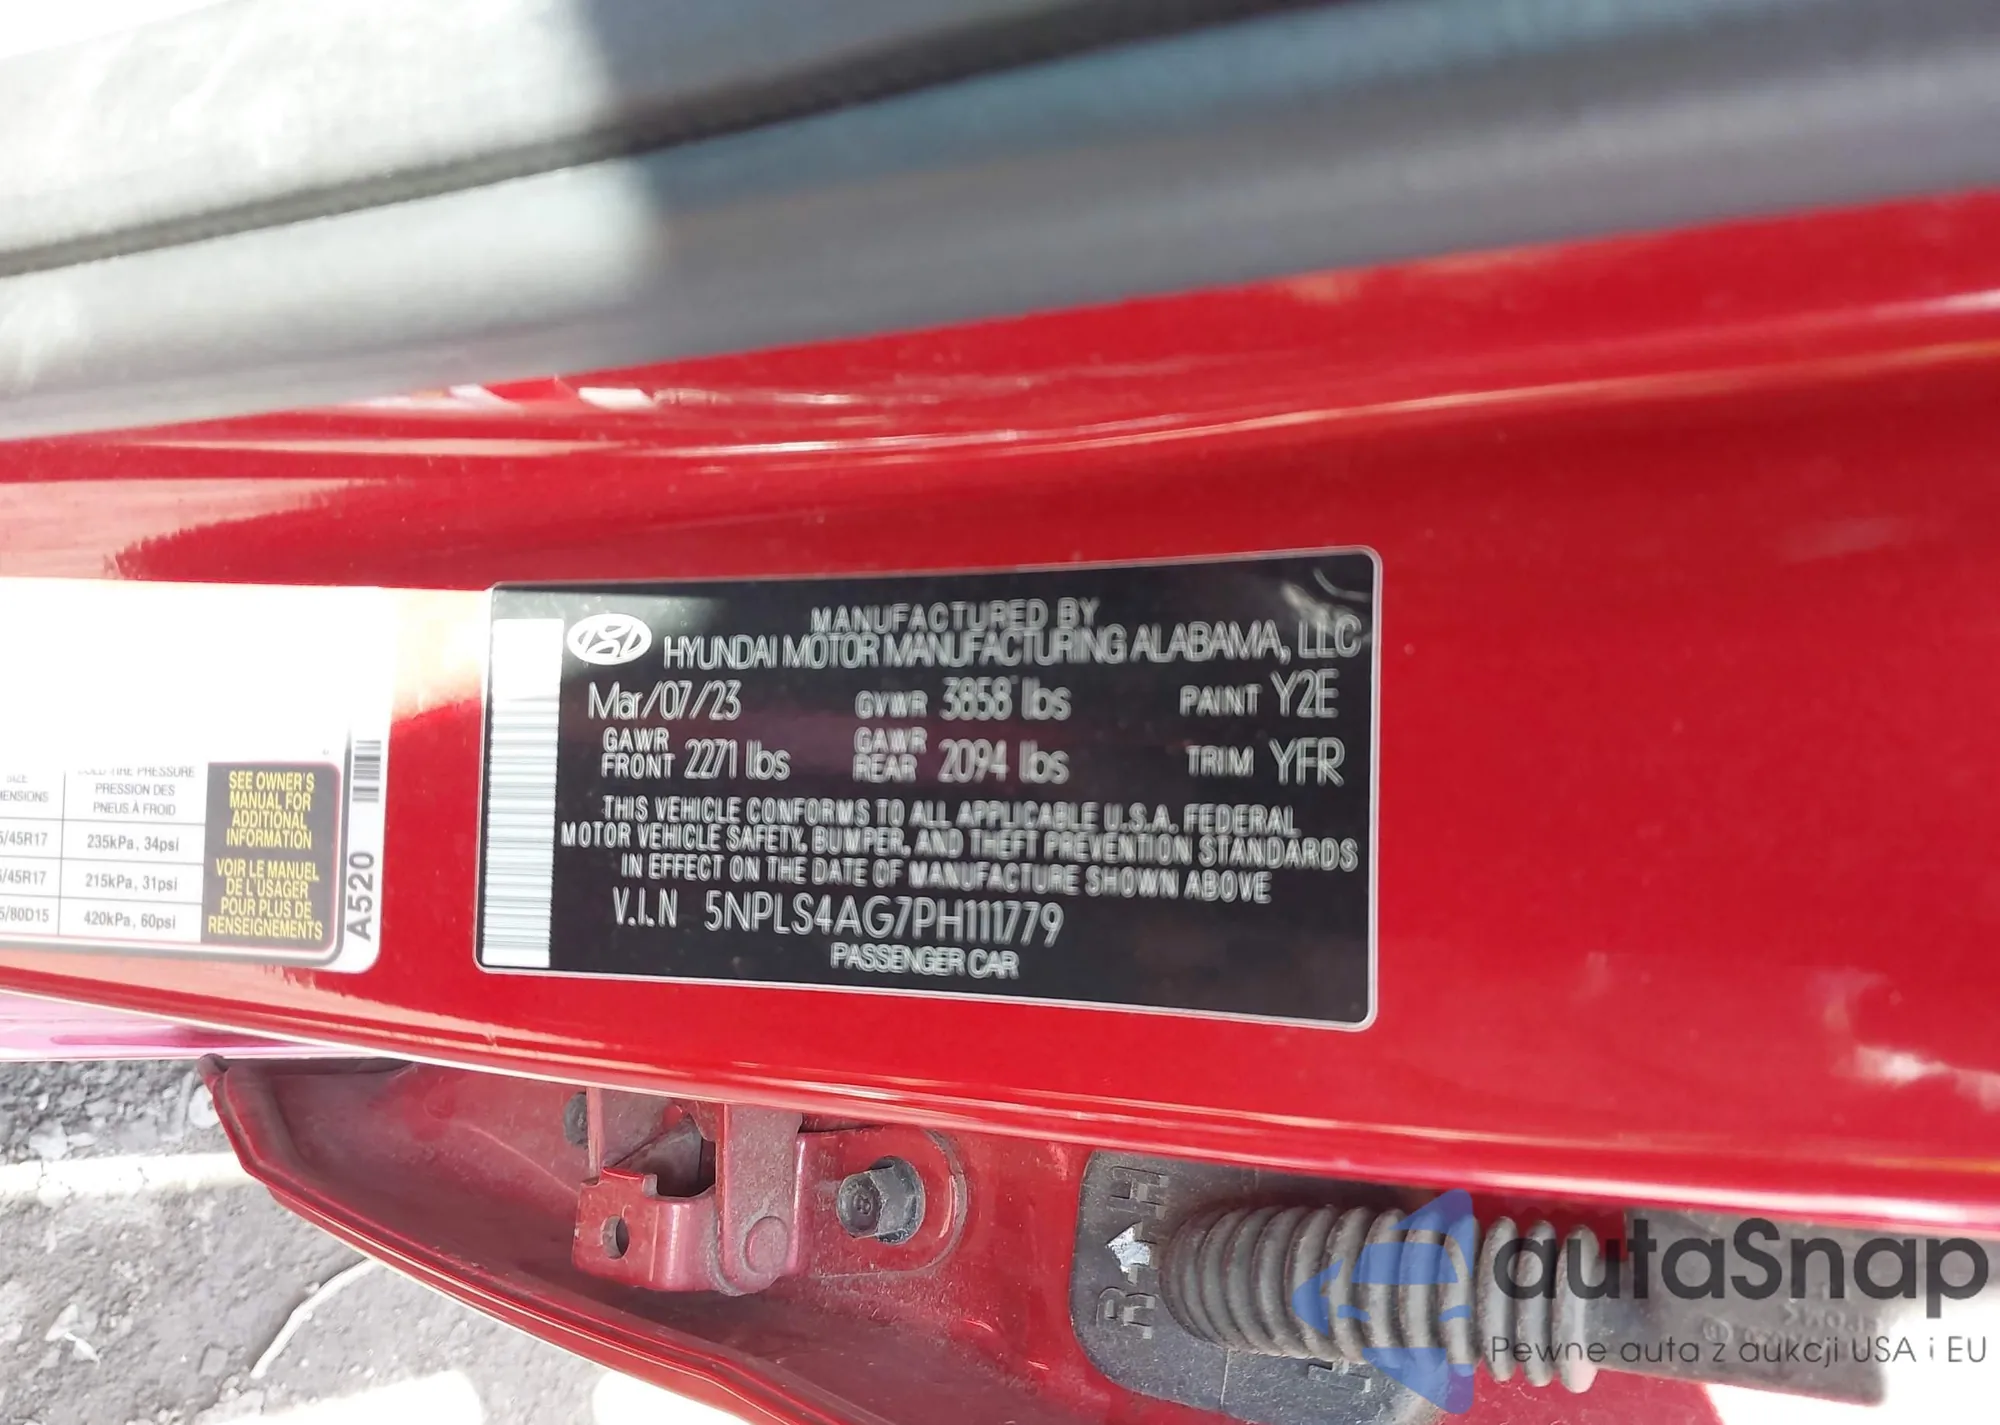 MANUFACTURED BY
HYUNDAI MOTOR MANUFACTURING ALABAMA, LLC
Mar/07/23 GVWR 3858 lbs PAINT Y2E
GAWR FRONT 2271 lbs GAWR REAR 2094 lbs TRIM YFR
THIS VEHICLE CONFORMS TO ALL APPLICABLE U.S.A. FEDERAL
MOTOR VEHICLE SAFETY, BUMPER, AND THEFT PREVENTION STANDARDS
IN EFFECT ON THE DATE OF MANUFACTURE SHOWN ABOVE
V.I.N 5NPLS4AG7PH111779
PASSENGER CAR
COLD TIRE PRESSURE
PRESSION DES
PNEUS À FROID
/45R17 235kPa, 34psi
/45R17 215kPa, 31psi
/80D15 420kPa, 60psi
SEE OWNER'S
MANUAL FOR
ADDITIONAL
INFORMATION
VOIR LE MANUEL
DE L'USAGER
POUR PLUS DE
RENSEIGNEMENTS
A520
R-H
autaSnap
Pewne auta z aukcji USA i EU